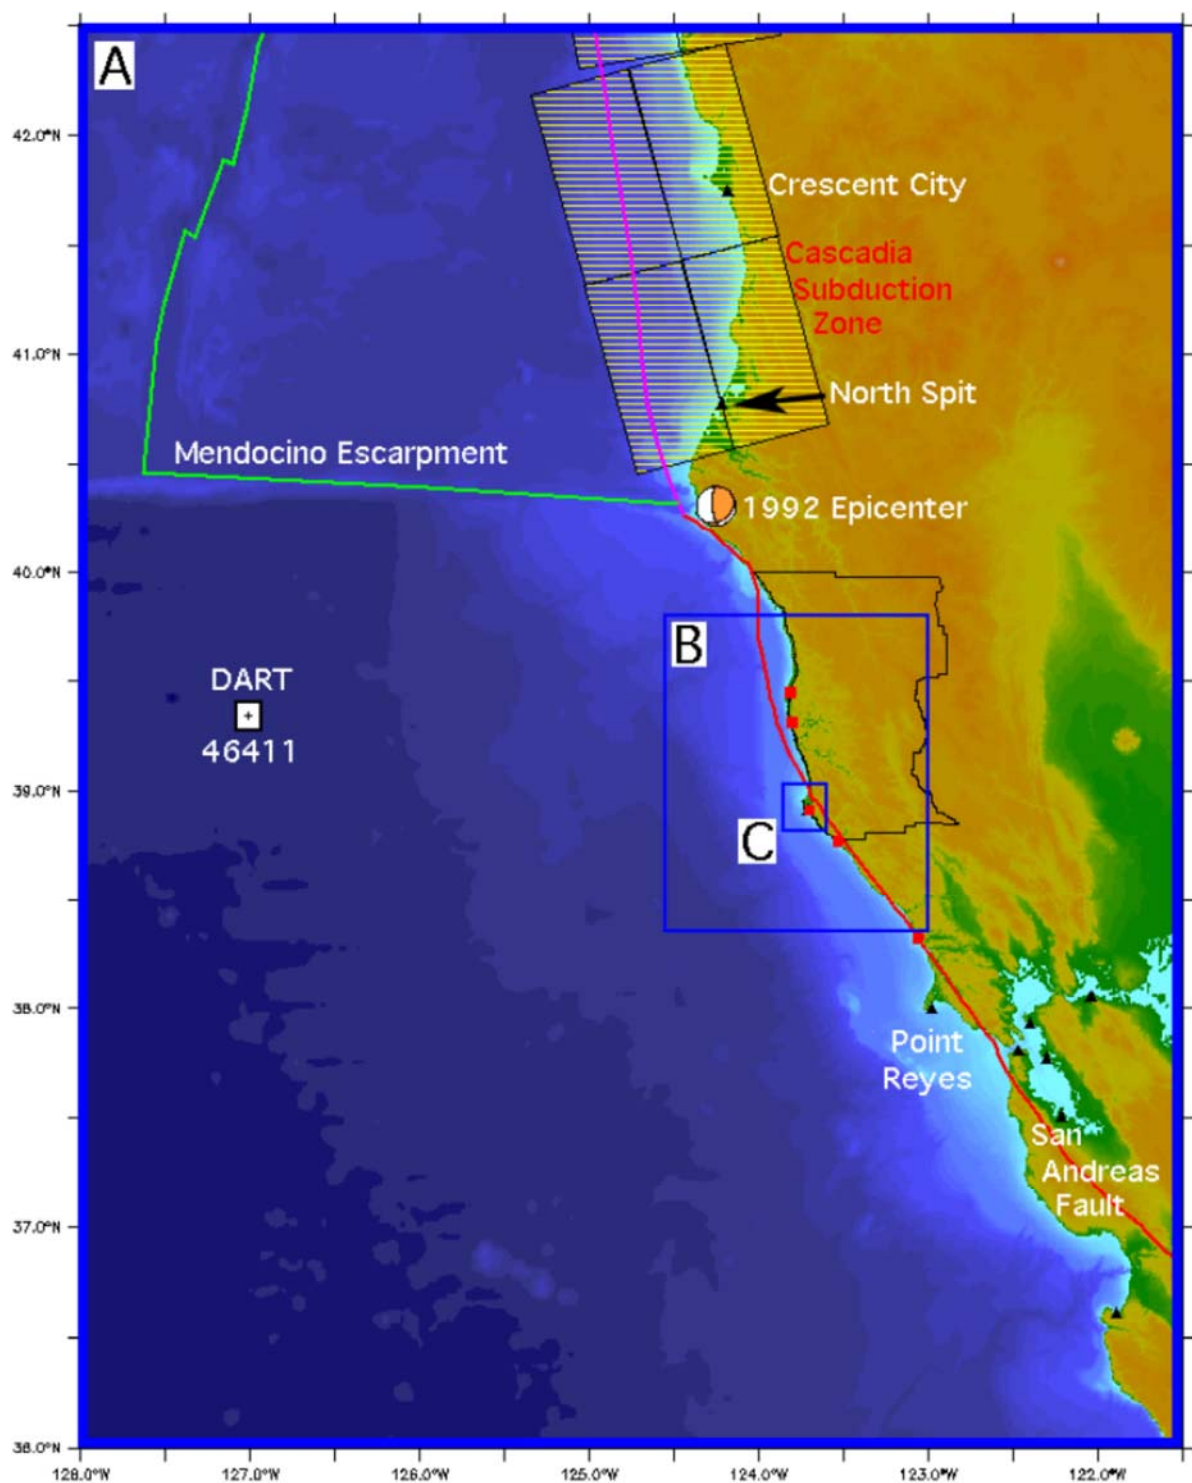 A
42.0°N
Crescent City
Cascadia
Subduction
Zone
41.0°N
North Spit
Mendocino Escarpment
1992 Epicenter
40.0°N
B
DART
46411
39.0°N
C
38.0°N
Point
Reyes
San
Andreas
Fault
37.0°N
36.0°N
128.0°W 127.0°W 126.0°W 125.0°W 124.0°W 123.0°W 122.0°W